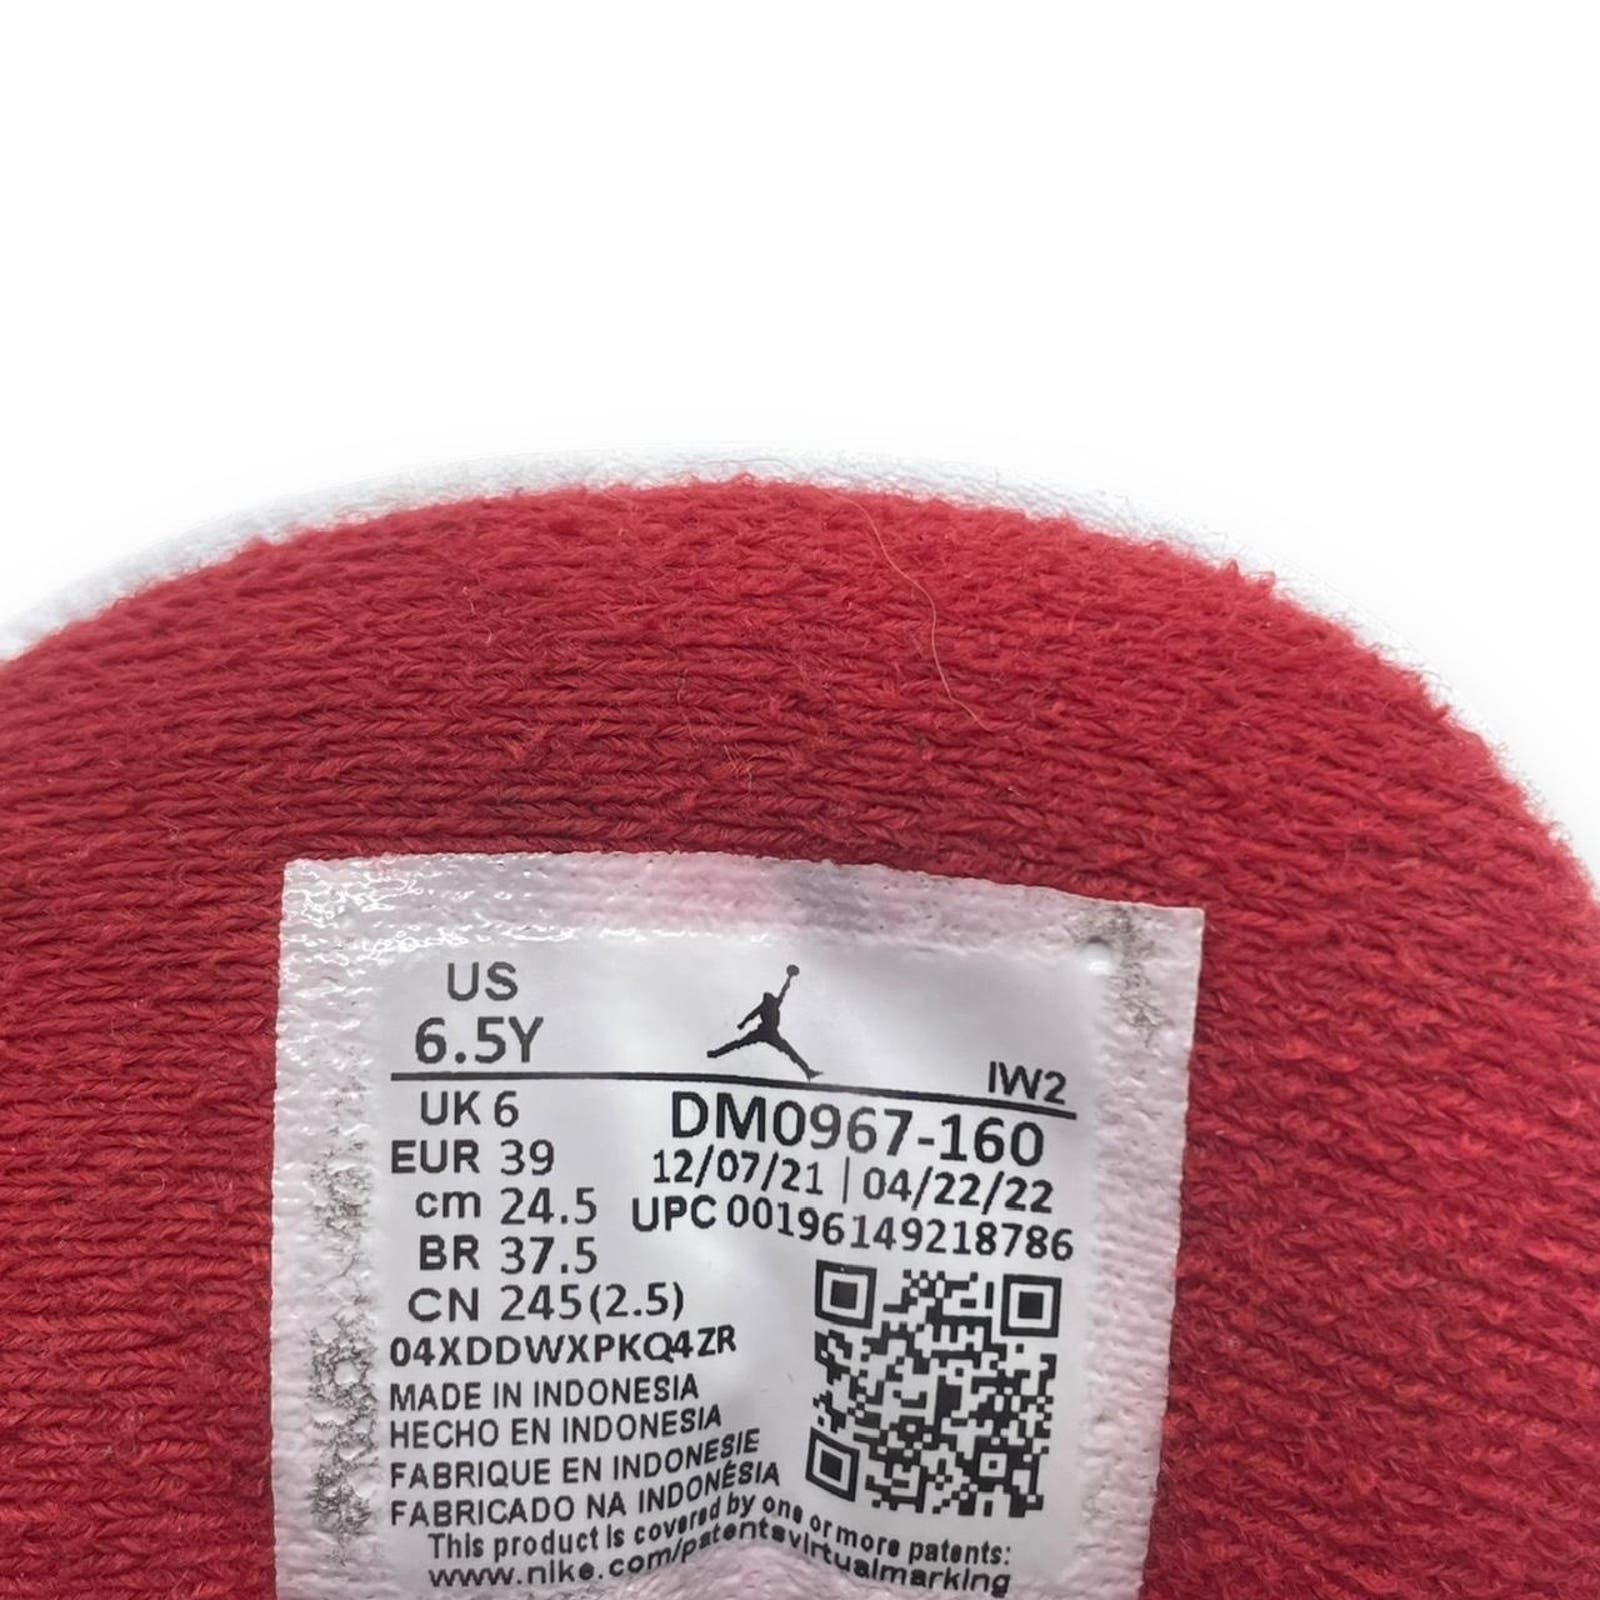 US
6.5Y
IW2
UK 6
EUR 39
cm 24.5
BR 37.5
CN 245(2.5)
DM0967-160
12/07/21 | 04/22/22
UPC 00196149218786
04XDDWXPKQ4ZR
MADE IN INDONESIA
HECHO EN INDONESIA
FABRIQUE EN INDONESIE
FABRICADO NA INDONÉSIA
This product is covered by one or more patents:
www.nike.com/patentsvirtualmarking